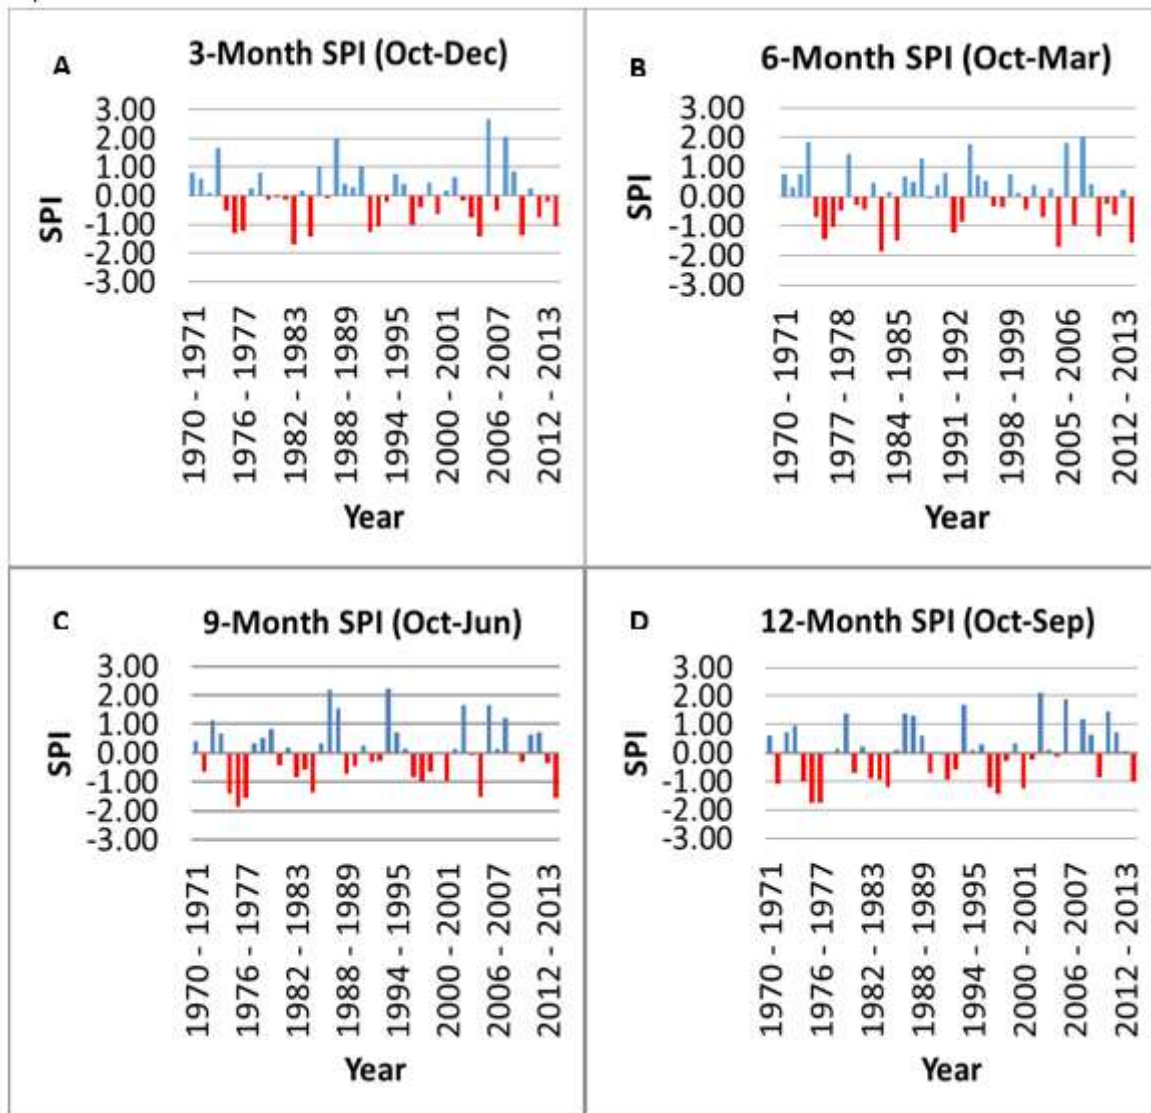 A
3-Month SPI (Oct-Dec)
3.00
2.00
1.00
0.00
-1.00
-2.00
-3.00
SPI
1970 - 1971
1976 - 1977
1982 - 1983
1988 - 1989
1994 - 1995
2000 - 2001
2006 - 2007
2012 - 2013
Year
B
6-Month SPI (Oct-Mar)
3.00
2.00
1.00
0.00
-1.00
-2.00
-3.00
SPI
1970 - 1971
1977 - 1978
1984 - 1985
1991 - 1992
1998 - 1999
2005 - 2006
2012 - 2013
Year
C
9-Month SPI (Oct-Jun)
3.00
2.00
1.00
0.00
-1.00
-2.00
-3.00
SPI
1970 - 1971
1976 - 1977
1982 - 1983
1988 - 1989
1994 - 1995
2000 - 2001
2006 - 2007
2012 - 2013
Year
D
12-Month SPI (Oct-Sep)
3.00
2.00
1.00
0.00
-1.00
-2.00
-3.00
SPI
1970 - 1971
1976 - 1977
1982 - 1983
1988 - 1989
1994 - 1995
2000 - 2001
2006 - 2007
2012 - 2013
Year